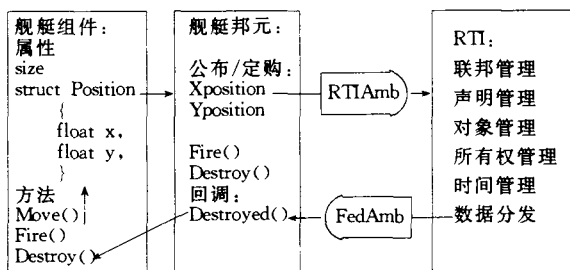 舰艇组件:
属性
size
struct Position
{
float x,
float y,
}
方法
Move()
Fire()
Destroy()
舰艇邦元:
公布/定购:
Xposition
Yposition
Fire()
Destroy()
回调:
Destroyed()
RTIAmb
FedAmb
RTI:
联邦管理
声明管理
对象管理
所有权管理
时间管理
数据分发